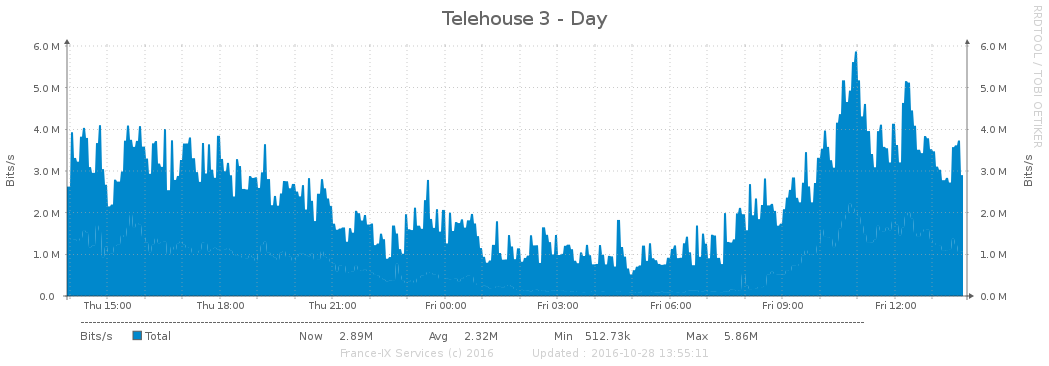 Telehouse 3 - Day
RRDTOOL / TOBI OETIKER
Bits/s
6.0 M 6.0 M
5.0 M 5.0 M
4.0 M 4.0 M
3.0 M 3.0 M
2.0 M 2.0 M
1.0 M 1.0 M
0.0 0.0 M
Bits/s
Thu 15:00 Thu 18:00 Thu 21:00 Fri 00:00 Fri 03:00 Fri 06:00 Fri 09:00 Fri 12:00
Bits/s Total Now 2.89M Avg 2.32M Min 512.73k Max 5.86M
France-IX Services (c) 2016 Updated : 2016-10-28 13:55:11